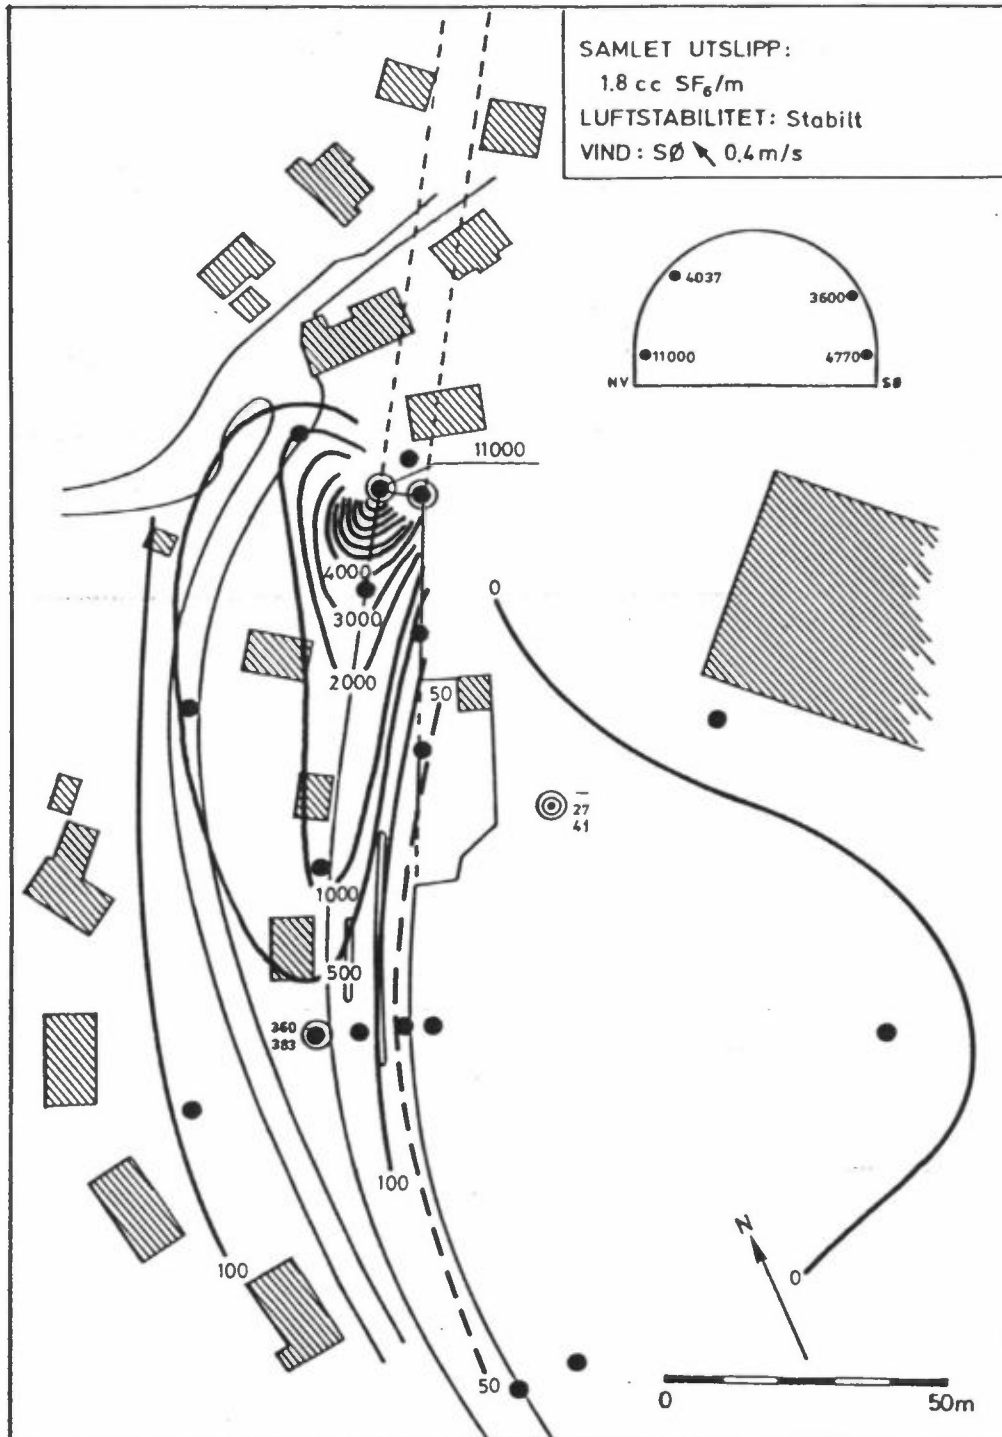 SAMLET UTSLIPP:
1.8 cc SF₆/m
LUFTSTABILITET: Stabilt
VIND: SØ 0,4 m/s
4037
3600
11000
4770
NV
SØ
11000
4000
0
3000
2000
50
27
41
1000
500
360
383
100
N
100
0
50
0
50m